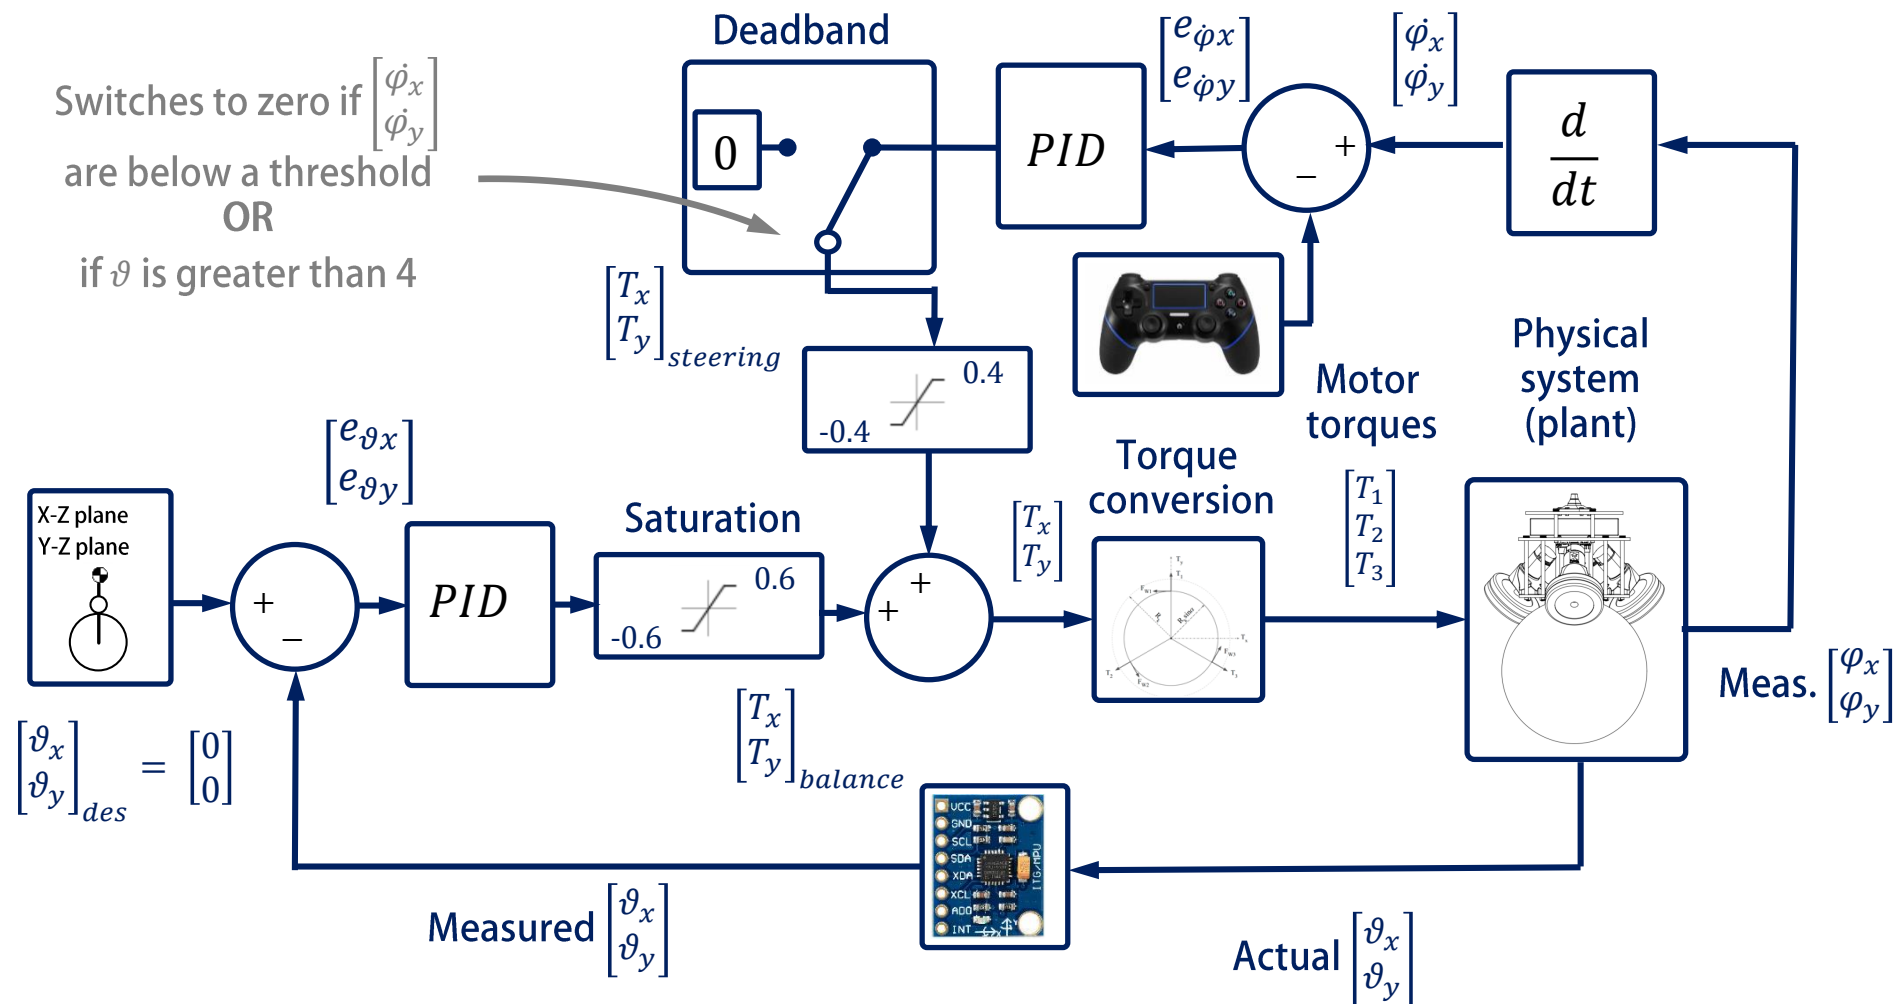 Deadband
Switches to zero if [φ̇x φ̇y]
are below a threshold
OR
if ϑ is greater than 4
0
PID
[eφ̇x eφ̇y]
+
−
[φ̇x φ̇y]
d
dt
[Tx Ty]steering
0.4
-0.4
Motor
torques
Physical
system
(plant)
[eϑx eϑy]
X-Z plane
Y-Z plane
+
−
PID
Saturation
0.6
-0.6
+
+
[Tx Ty]
Torque
conversion
[T1 T2 T3]
Meas. [φx φy]
[ϑx ϑy]des = [0 0]
[Tx Ty]balance
VCC
GND
SCL
SDA
XDA
XCL
AD0
INT
ITG/MPU
Measured [ϑx ϑy]
Actual [ϑx ϑy]